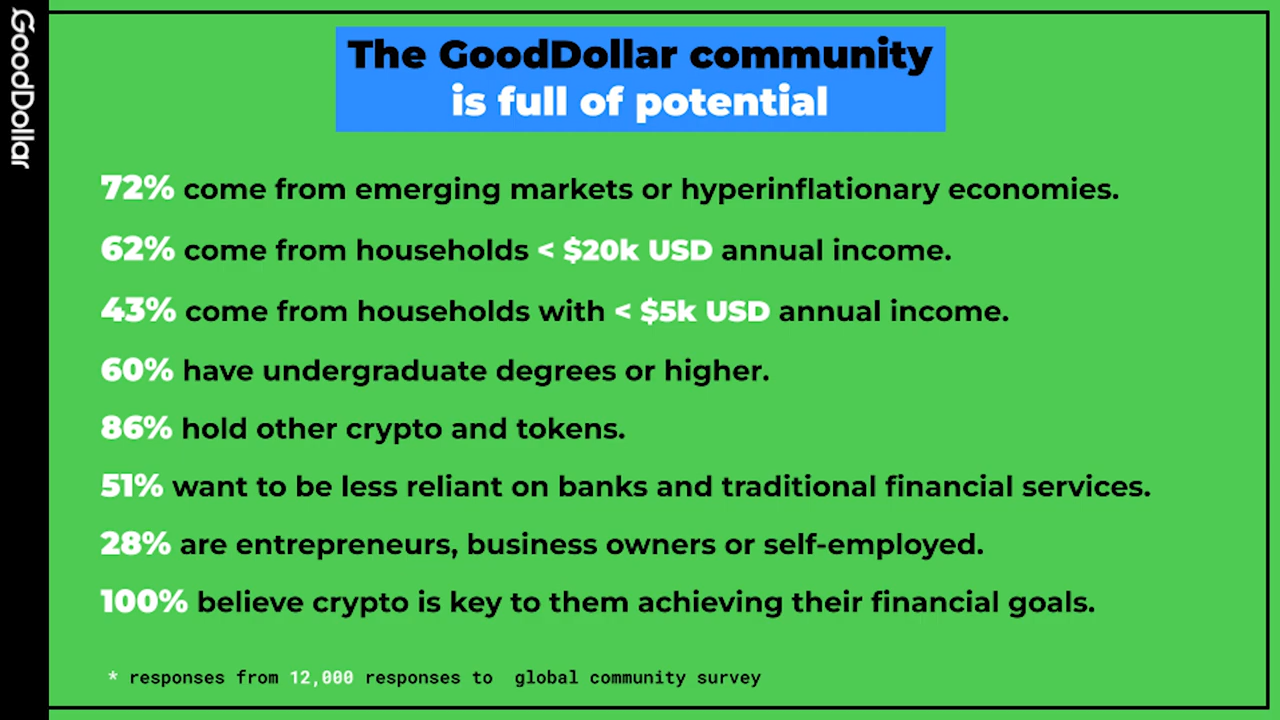 GoodDollar
The GoodDollar community
is full of potential
72% come from emerging markets or hyperinflationary economies.
62% come from households < $20k USD annual income.
43% come from households with < $5k USD annual income.
60% have undergraduate degrees or higher.
86% hold other crypto and tokens.
51% want to be less reliant on banks and traditional financial services.
28% are entrepreneurs, business owners or self-employed.
100% believe crypto is key to them achieving their financial goals.
* responses from 12,000 responses to global community survey